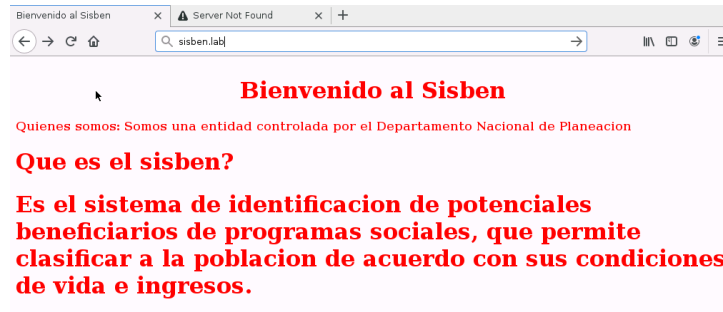 Bienvenido al Sisben
Server Not Found
sisben.lab
Bienvenido al Sisben
Quienes somos: Somos una entidad controlada por el Departamento Nacional de Planeacion
Que es el sisben?
Es el sistema de identificacion de potenciales
beneficiarios de programas sociales, que permite
clasificar a la poblacion de acuerdo con sus condiciones
de vida e ingresos.